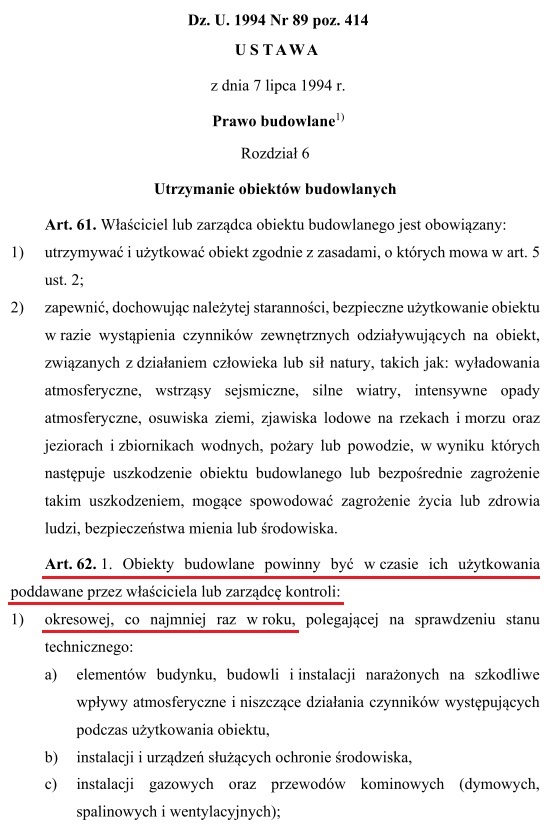 Dz. U. 1994 Nr 89 poz. 414
USTAWA
z dnia 7 lipca 1994 r.
Prawo budowlane1)
Rozdział 6
Utrzymanie obiektów budowlanych
Art. 61. Właściciel lub zarządca obiektu budowlanego jest obowiązany:
1) utrzymywać i użytkować obiekt zgodnie z zasadami, o których mowa w art. 5
ust. 2;
2) zapewnić, dochowując należytej staranności, bezpieczne użytkowanie obiektu
w razie wystąpienia czynników zewnętrznych odziaływujących na obiekt,
związanych z działaniem człowieka lub sił natury, takich jak: wyładowania
atmosferyczne, wstrząsy sejsmiczne, silne wiatry, intensywne opady
atmosferyczne, osuwiska ziemi, zjawiska lodowe na rzekach i morzu oraz
jeziorach i zbiornikach wodnych, pożary lub powodzie, w wyniku których
następuje uszkodzenie obiektu budowlanego lub bezpośrednie zagrożenie
takim uszkodzeniem, mogące spowodować zagrożenie życia lub zdrowia
ludzi, bezpieczeństwa mienia lub środowiska.
Art. 62. 1. Obiekty budowlane powinny być w czasie ich użytkowania
poddawane przez właściciela lub zarządcę kontroli:
1) okresowej, co najmniej raz w roku, polegającej na sprawdzeniu stanu
technicznego:
a) elementów budynku, budowli i instalacji narażonych na szkodliwe
wpływy atmosferyczne i niszczące działania czynników występujących
podczas użytkowania obiektu,
b) instalacji i urządzeń służących ochronie środowiska,
c) instalacji gazowych oraz przewodów kominowych (dymowych,
spalinowych i wentylacyjnych);